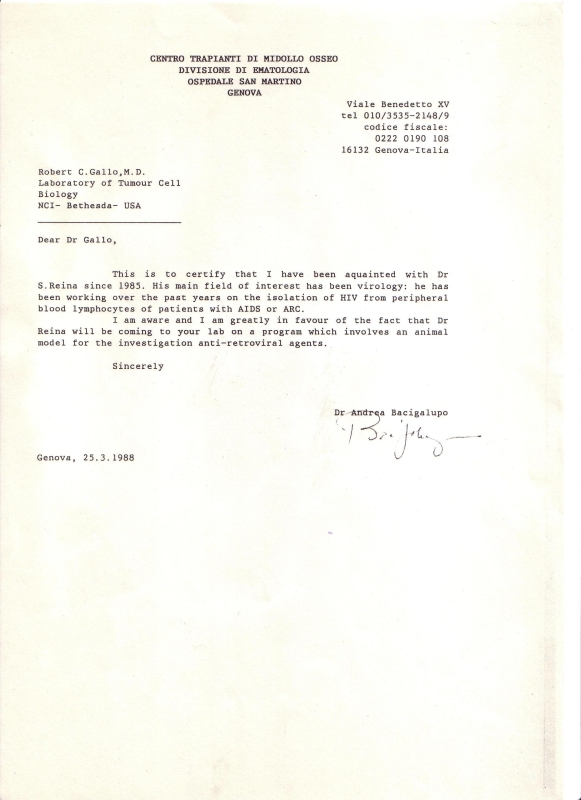 CENTRO TRAPIANTI DI MIDOLLO OSSEO
DIVISIONE DI EMATOLOGIA
OSPEDALE SAN MARTINO
GENOVA
Viale Benedetto XV
tel 010/3535-2148/9
codice fiscale:
0222 0190 108
16132 Genova-Italia
Robert C.Gallo,M.D.
Laboratory of Tumour Cell
Biology
NCI- Bethesda- USA
Dear Dr Gallo,
This is to certify that I have been aquainted with Dr
S.Reina since 1985. His main field of interest has been virology: he has
been working over the past years on the isolation of HIV from peripheral
blood lymphocytes of patients with AIDS or ARC.
I am aware and I am greatly in favour of the fact that Dr
Reina will be coming to your lab on a program which involves an animal
model for the investigation anti-retroviral agents.
Sincerely
Dr Andrea Bacigalupo
Genova, 25.3.1988